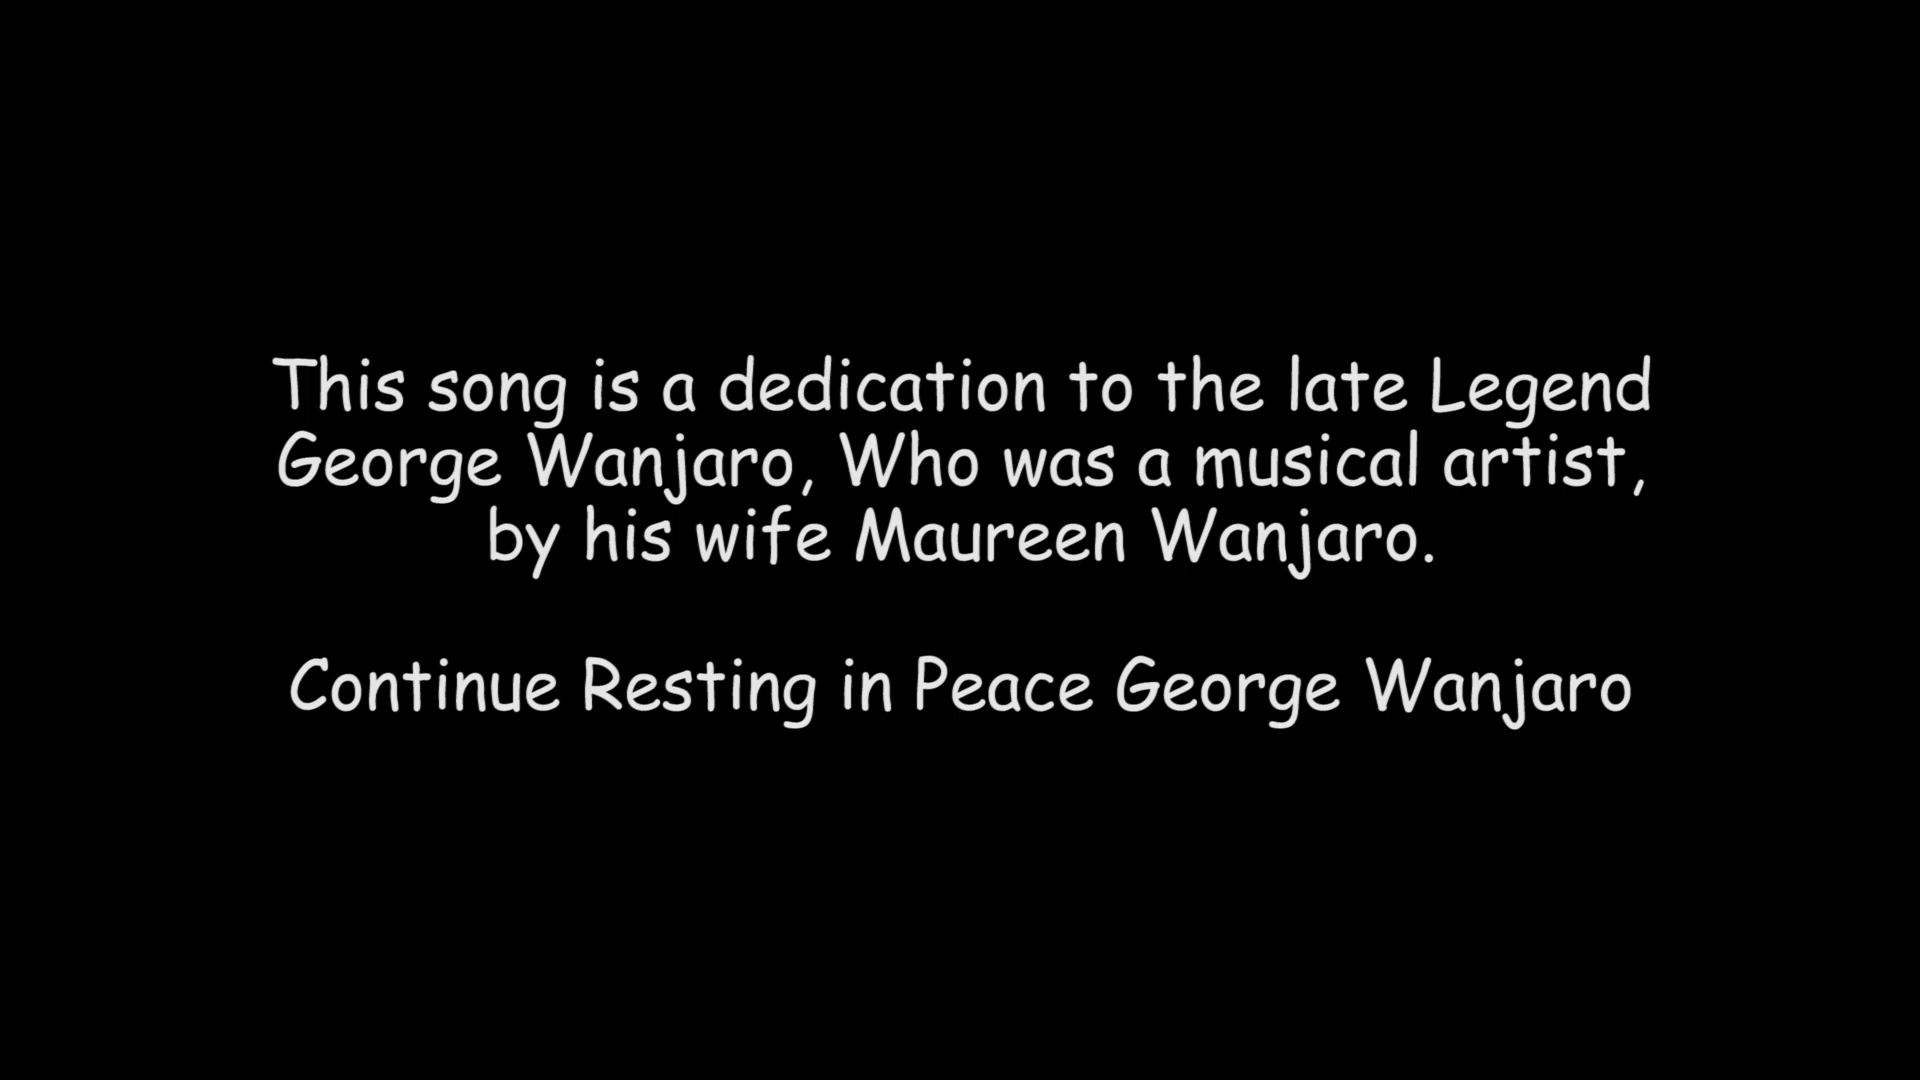 This song is a dedication to the late Legend
George Wanjaro, Who was a musical artist,
by his wife Maureen Wanjaro.
Continue Resting in Peace George Wanjaro